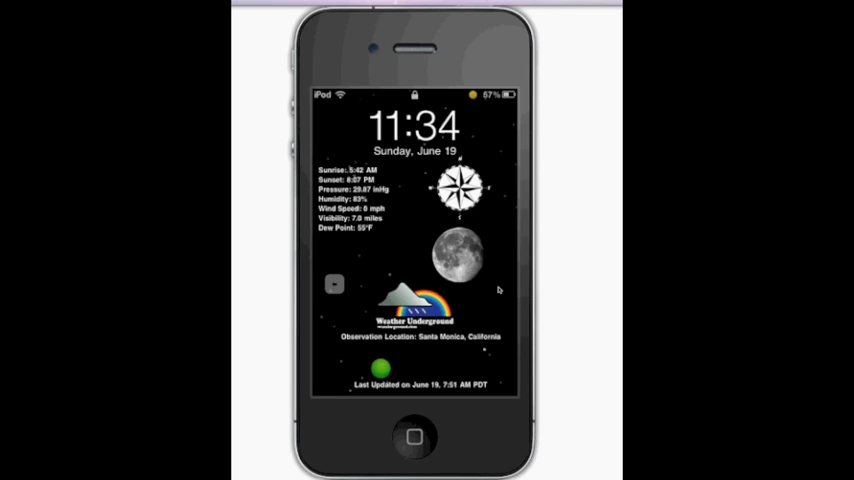 iPod 57%
11:34
Sunday, June 19
Sunrise: 5:42 AM
Sunset: 8:07 PM
Pressure: 29.87 inHg
Humidity: 83%
Wind Speed: 0 mph
Visibility: 7.0 miles
Dew Point: 55°F
Weather Underground
wunderground.com
Observation Location: Santa Monica, California
Last Updated on June 19, 7:51 AM PDT